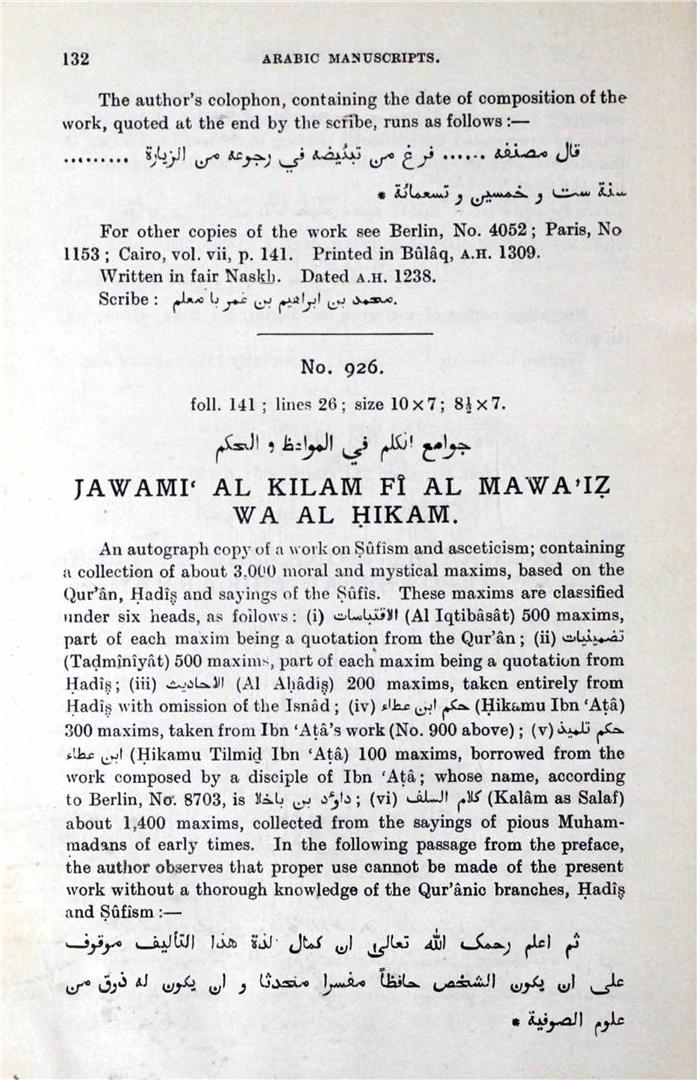 132 ARABIC MANUSCRIPTS.
The author's colophon, containing the date of composition of the
work, quoted at the end by the scribe, runs as follows :—
قال مصنفه ...... فرغ من تبئيضه في رجوعه من الزيارة .........
سنة ست و خمسين و تسعمائة *
For other copies of the work see Berlin, No. 4052 ; Paris, No
1153 ; Cairo, vol. vii, p. 141. Printed in Bûlâq, A.H. 1309.
Written in fair Naskh. Dated A.H. 1238.
Scribe : محمد بن ابراهيم بن عمر با معلم.
No. 926.
foll. 141 ; lines 26 ; size 10 × 7 ; 8½ × 7.
جوامع الكلم في المواعظ و الحكم
JAWAMI‘ AL KILAM FÎ AL MAWA’IẒ
WA AL ḤIKAM.
An autograph copy of a work on Ṣûfism and asceticism; containing
a collection of about 3,000 moral and mystical maxims, based on the
Qur’ân, Ḥadîṣ and sayings of the Ṣûfîs. These maxims are classified
under six heads, as follows : (i) الاقتباسات (Al Iqtibâsât) 500 maxims,
part of each maxim being a quotation from the Qur’ân ; (ii) تضمينيات
(Taḍmînîyât) 500 maxims, part of each maxim being a quotation from
Ḥadîṣ ; (iii) الاحاديث (Al Aḥâdiṣ) 200 maxims, taken entirely from
Ḥadîṣ with omission of the Isnâd ; (iv) حكم ابن عطاء (Ḥikamu Ibn ‘Aṭâ)
300 maxims, taken from Ibn ‘Aṭâ’s work (No. 900 above) ; (v) حكم تلميذ
ابن عطاء (Ḥikamu Tilmiḏ Ibn ‘Aṭâ) 100 maxims, borrowed from the
work composed by a disciple of Ibn ‘Aṭâ ; whose name, according
to Berlin, No. 8703, is داؤد بن باخلا ; (vi) كلام السلف (Kalâm as Salaf)
about 1,400 maxims, collected from the sayings of pious Muham-
madans of early times. In the following passage from the preface,
the author observes that proper use cannot be made of the present
work without a thorough knowledge of the Qur’ânic branches, Ḥadîṣ
and Ṣûfism :—
ثم اعلم رحمك الله تعالى ان كمال لذة هذا التأليف موقوف
على ان يكون الشخص حافظاً مفسرا محدثا و ان يكون له ذوق من
علوم الصوفية *